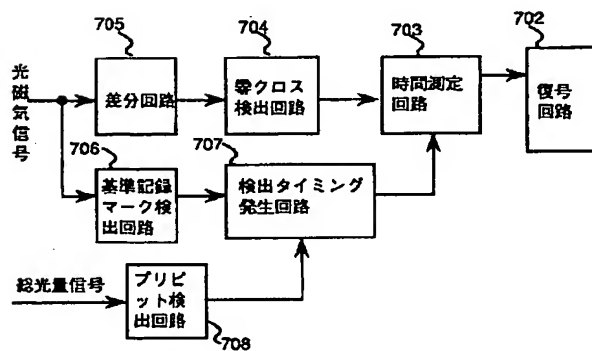 705
704
703
702
光磁気信号
差分回路
零クロス
検出回路
時間測定
回路
復号
回路
706
707
基準記録
マーク検
出回路
検出タイミング
発生回路
総光量信号
プリピ
ット検
出回路
708